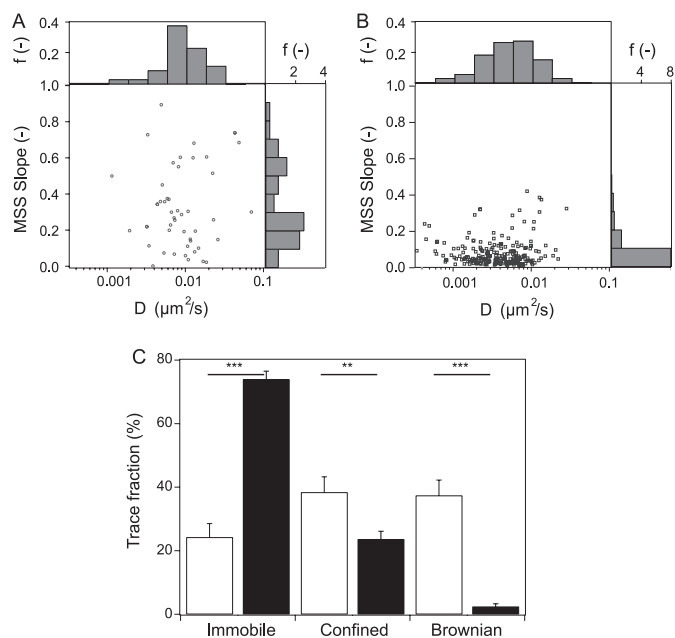 A
B
0.4
0.2
0.0
f (-)
f (-)
2 4
1.0
0.8
0.6
0.4
0.2
0.0
MSS Slope (-)
0.001 0.01 0.1
D (µm²/s)
0.4
0.2
f (-)
f (-)
4 8
1.0
0.8
0.6
0.4
0.2
0.0
MSS Slope (-)
0.001 0.01 0.1
D (µm²/s)
C
80
60
40
20
0
Trace fraction (%)
*** ** ***
Immobile Confined Brownian